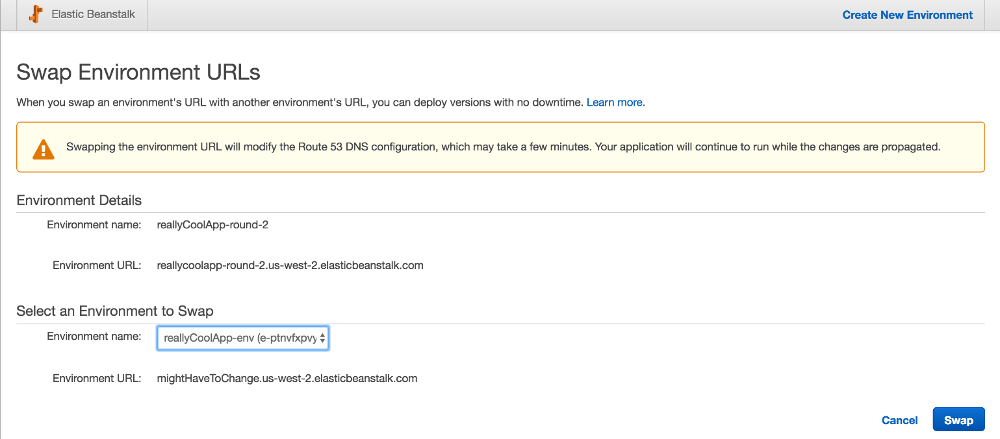 Elastic Beanstalk
Create New Environment
Swap Environment URLs
When you swap an environment's URL with another environment's URL, you can deploy versions with no downtime. Learn more.
Swapping the environment URL will modify the Route 53 DNS configuration, which may take a few minutes. Your application will continue to run while the changes are propagated.
Environment Details
Environment name: reallyCoolApp-round-2
Environment URL: reallycoolapp-round-2.us-west-2.elasticbeanstalk.com
Select an Environment to Swap
Environment name: reallyCoolApp-env (e-ptnvfxpvy
Environment URL: mightHaveToChange.us-west-2.elasticbeanstalk.com
Cancel Swap